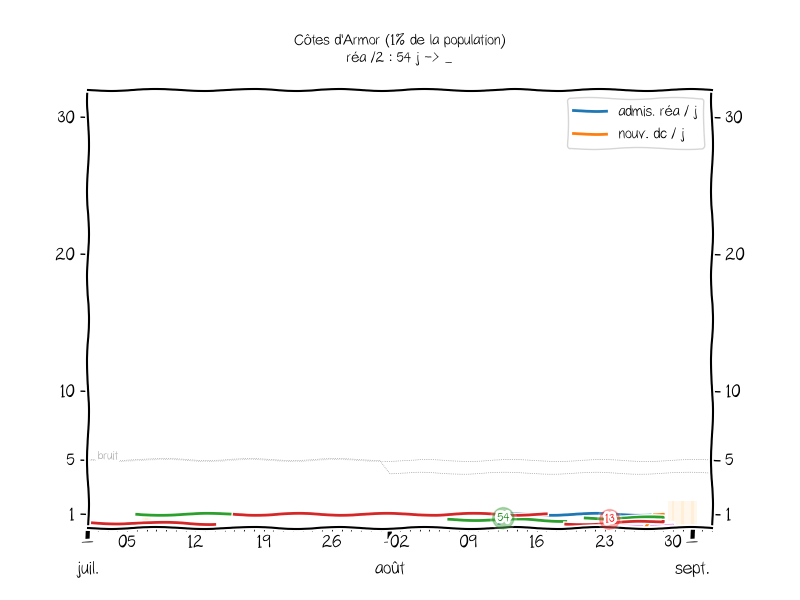 Côtes d'Armor (1% de la population)
réa /2 : 54 j -> _
admis. réa / j
nouv. dc / j
30
30
20
20
10
10
bruit
5
5
54
13
1
1
05 12 19 26 02 09 16 23 30
juil. août sept.